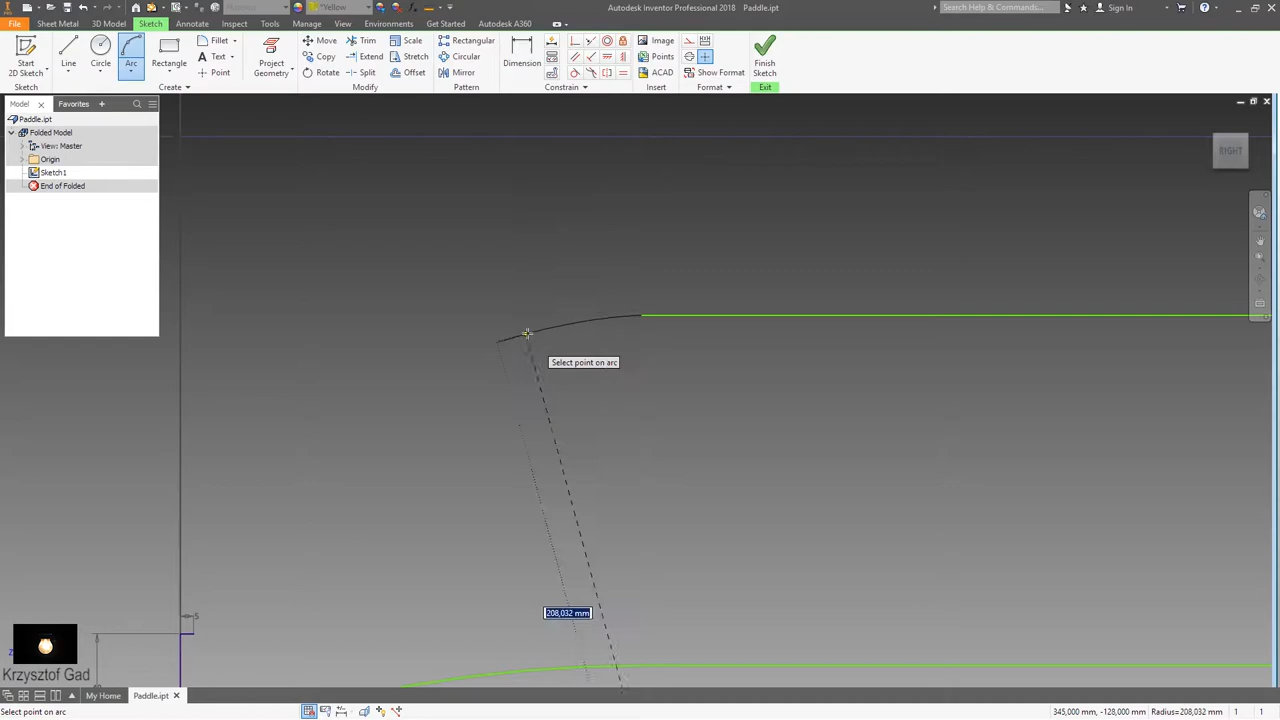 Autodesk Inventor Professional 2018 Paddle.ipt
Search Help & Commands...
Sign In
File Sheet Metal 3D Model Sketch Annotate Inspect Tools Manage View Environments Get Started Autodesk A360
Start
2D Sketch
Line
Circle
Arc
Rectangle
Fillet
Text
Point
Project
Geometry
Move
Copy
Rotate
Trim
Extend
Split
Scale
Stretch
Offset
Rectangular
Circular
Mirror
Dimension
Image
Points
ACAD
Show Format
Finish
Sketch
Sketch Create Modify Pattern Constrain Insert Format Exit
Model Favorites
Paddle.ipt
Folded Model
View: Master
Origin
Sketch1
End of Folded
RIGHT
Select point on arc
208,032 mm
5
Krzysztof Gad
My Home Paddle.ipt
Select point on arc
345,000 mm, -128,000 mm Radius=208,032 mm 1 1